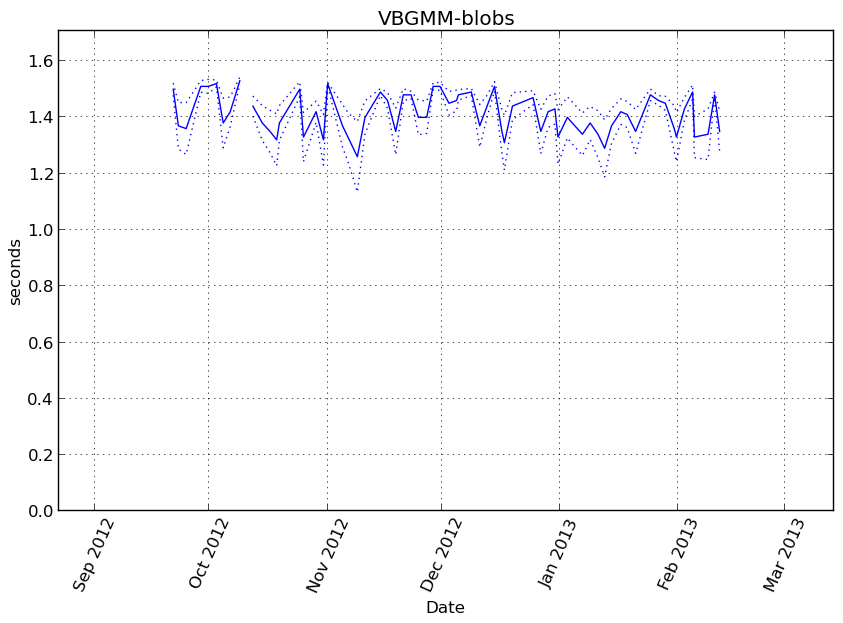 VBGMM-blobs
1.6
1.4
1.2
1.0
0.8
0.6
0.4
0.2
0.0
seconds
Sep 2012
Oct 2012
Nov 2012
Dec 2012
Jan 2013
Feb 2013
Mar 2013
Date